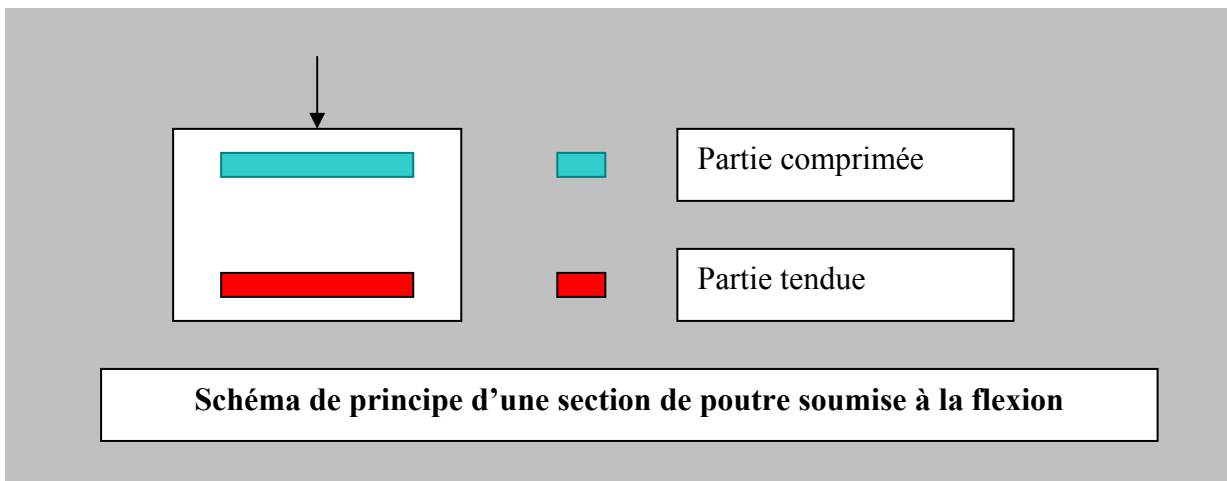 Partie comprimée
Partie tendue
Schéma de principe d’une section de poutre soumise à la flexion